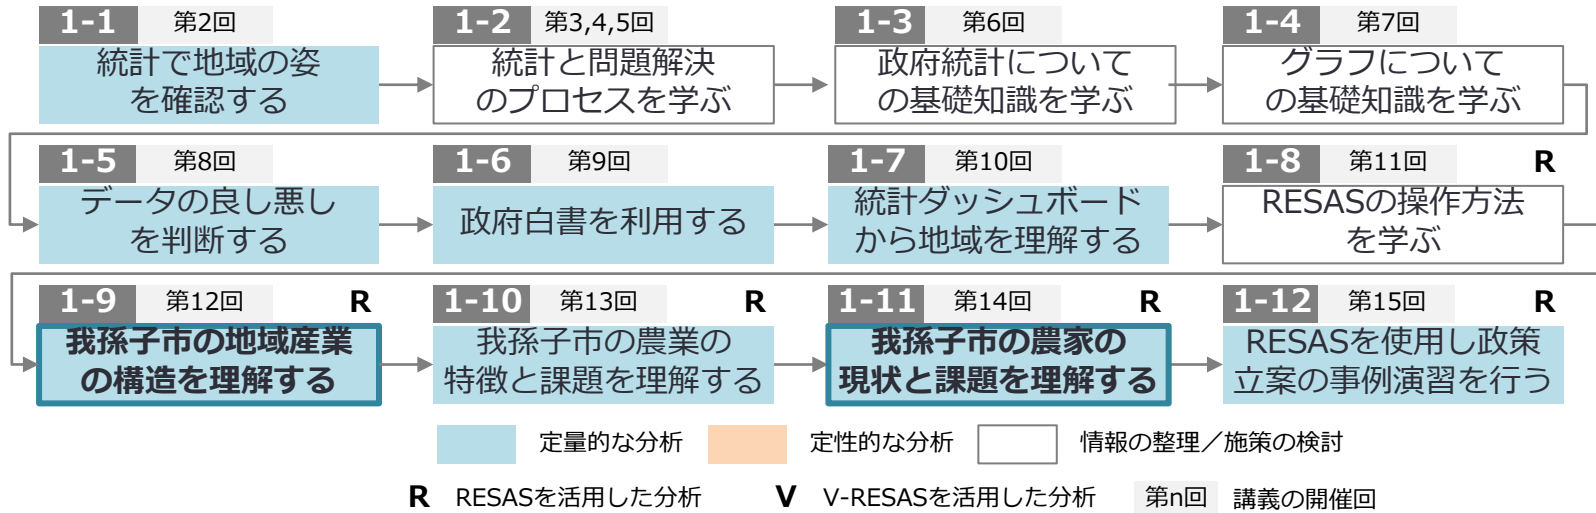 1-1 第2回
統計で地域の姿
を確認する
1-2 第3,4,5回
統計と問題解決
のプロセスを学ぶ
1-3 第6回
政府統計について
の基礎知識を学ぶ
1-4 第7回
グラフについて
の基礎知識を学ぶ
1-5 第8回
データの良し悪し
を判断する
1-6 第9回
政府白書を利用する
1-7 第10回
統計ダッシュボード
から地域を理解する
1-8 第11回 R
RESASの操作方法
を学ぶ
1-9 第12回 R
我孫子市の地域産業
の構造を理解する
1-10 第13回 R
我孫子市の農業の
特徴と課題を理解する
1-11 第14回 R
我孫子市の農家の
現状と課題を理解する
1-12 第15回 R
RESASを使用し政策
立案の事例演習を行う
定量的な分析 定性的な分析 情報の整理／施策の検討
R RESASを活用した分析 V V-RESASを活用した分析 第n回 講義の開催回